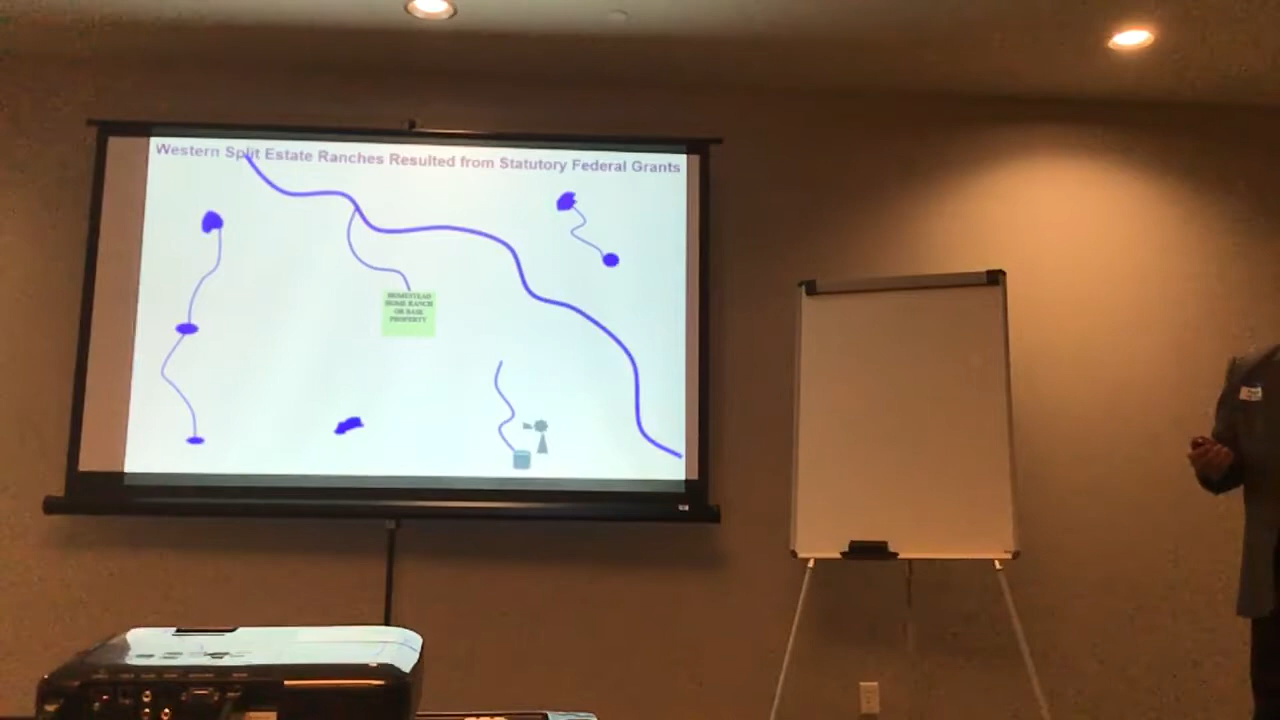 Western Split Estate Ranches Resulted from Statutory Federal Grants
HOMESTEAD
HOME RANCH
OR BASE
PROPERTY